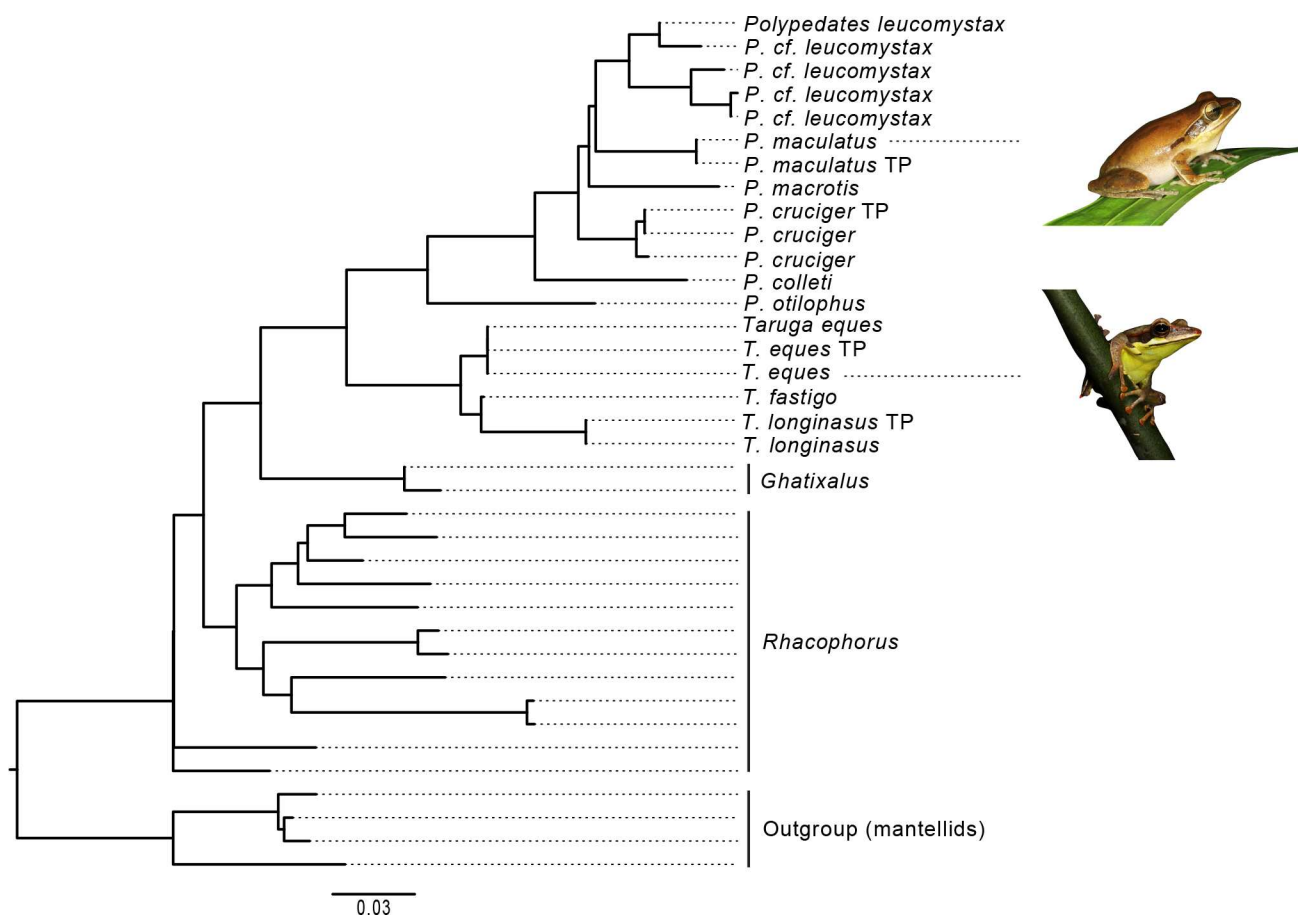 Polypedates leucomystax
P. cf. leucomystax
P. cf. leucomystax
P. cf. leucomystax
P. cf. leucomystax
P. maculatus
P. maculatus TP
P. macrotis
P. cruciger TP
P. cruciger
P. cruciger
P. colleti
P. otilophus
Taruga eques
T. eques TP
T. eques
T. fastigo
T. longinasus TP
T. longinasus
Ghatixalus
Rhacophorus
Outgroup (mantellids)
0.03